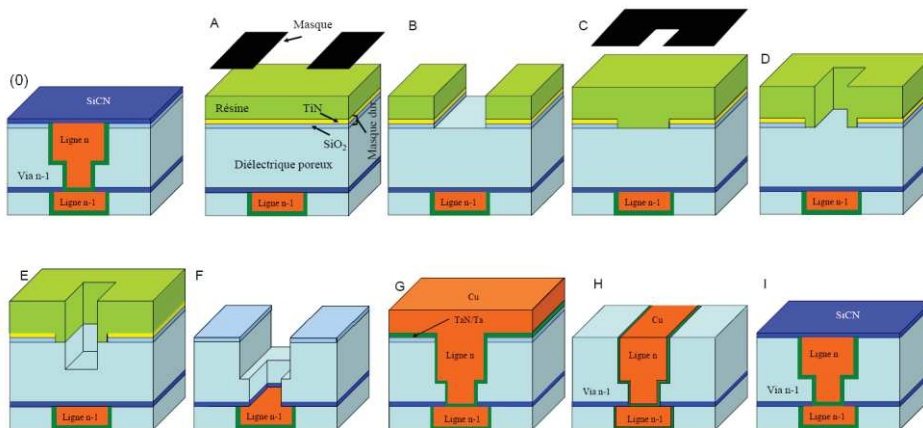 (0)
SiCN
Ligne n
Via n-1
Ligne n-1
A
Masque
Résine
TiN
SiO2
Masque dur
Diélectrique poreux
Ligne n-1
B
Ligne n-1
C
Ligne n-1
D
Ligne n-1
E
Ligne n-1
F
Ligne n-1
G
Cu
TaN/Ta
Ligne n
Ligne n-1
H
Cu
Ligne n
Via n-1
Ligne n-1
I
SiCN
Ligne n
Via n-1
Ligne n-1